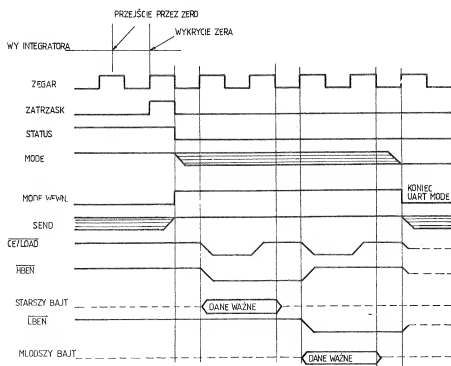 PRZEJŚCIE PRZEZ ZERO
WYKRYCIE ZERA
WY INTEGRATORA
ZEGAR
ZATRZASK
STATUS
MODE
MODE WEWN.
KONIEC
UART MODE
SEND
CE/LOAD
HBEN
STARSZY BAJT
DANE WAŻNE
LBEN
MŁODSZY BAJT
DANE WAŻNE